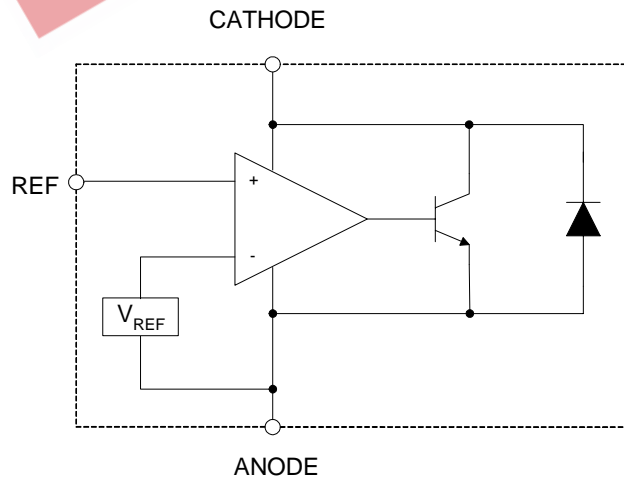 CATHODE
REF
+
-
VREF
ANODE